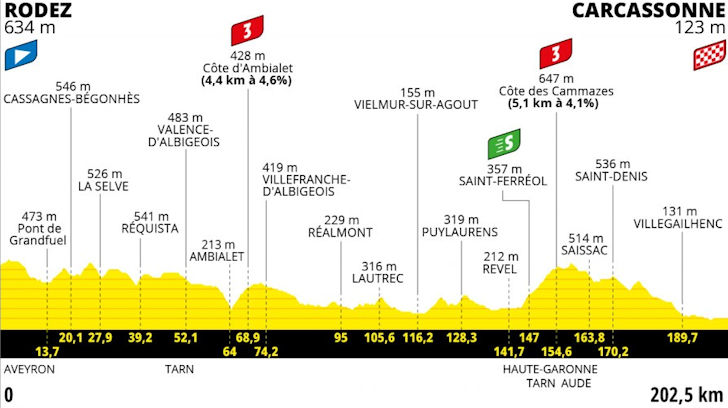 RODEZ
634 m
CARCASSONNE
123 m
3
428 m
Côte d'Ambialet
(4,4 km à 4,6%)
3
647 m
Côte des Cammazes
(5,1 km à 4,1%)
546 m
CASSAGNES-BÉGONHÈS
155 m
VIELMUR-SUR-AGOUT
483 m
VALENCE-
D'ALBIGEOIS
S
526 m
LA SELVE
419 m
VILLEFRANCHE-
D'ALBIGEOIS
357 m
SAINT-FERRÉOL
536 m
SAINT-DENIS
473 m
Pont de
Grandfuel
541 m
RÉQUISTA
213 m
AMBIALET
229 m
RÉALMONT
316 m
LAUTREC
319 m
PUYLAURENS
212 m
REVEL
514 m
SAISSAC
131 m
VILLEGAILHENC
20,1 27,9 39,2 52,1 68,9 95 105,6 116,2 128,3 147 163,8 189,7
13,7 64 74,2 141,7 154,6 170,2
AVEYRON TARN HAUTE-GARONNE
TARN AUDE
0 202,5 km